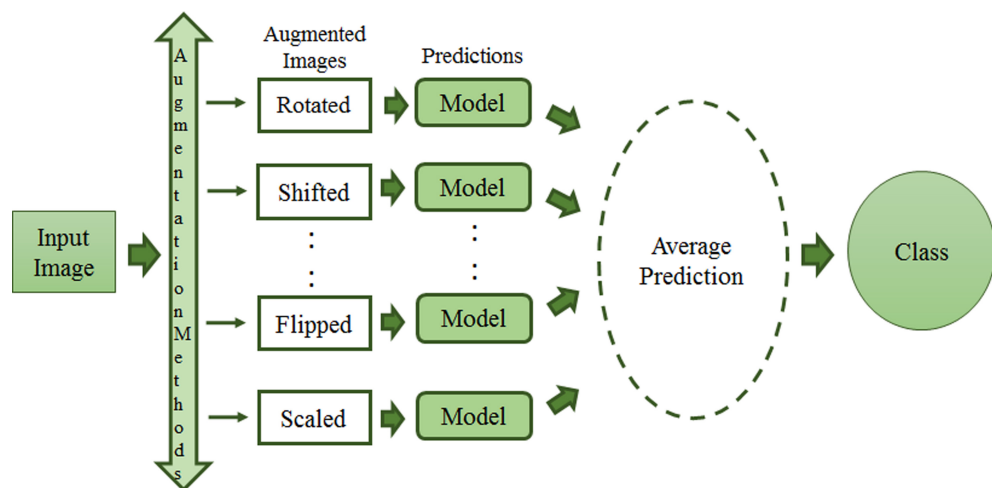 Input
Image
Augmentation Methods
Augmented
Images
Predictions
Rotated
Model
Shifted
Model
:
:
:
:
Flipped
Model
Scaled
Model
Average
Prediction
Class